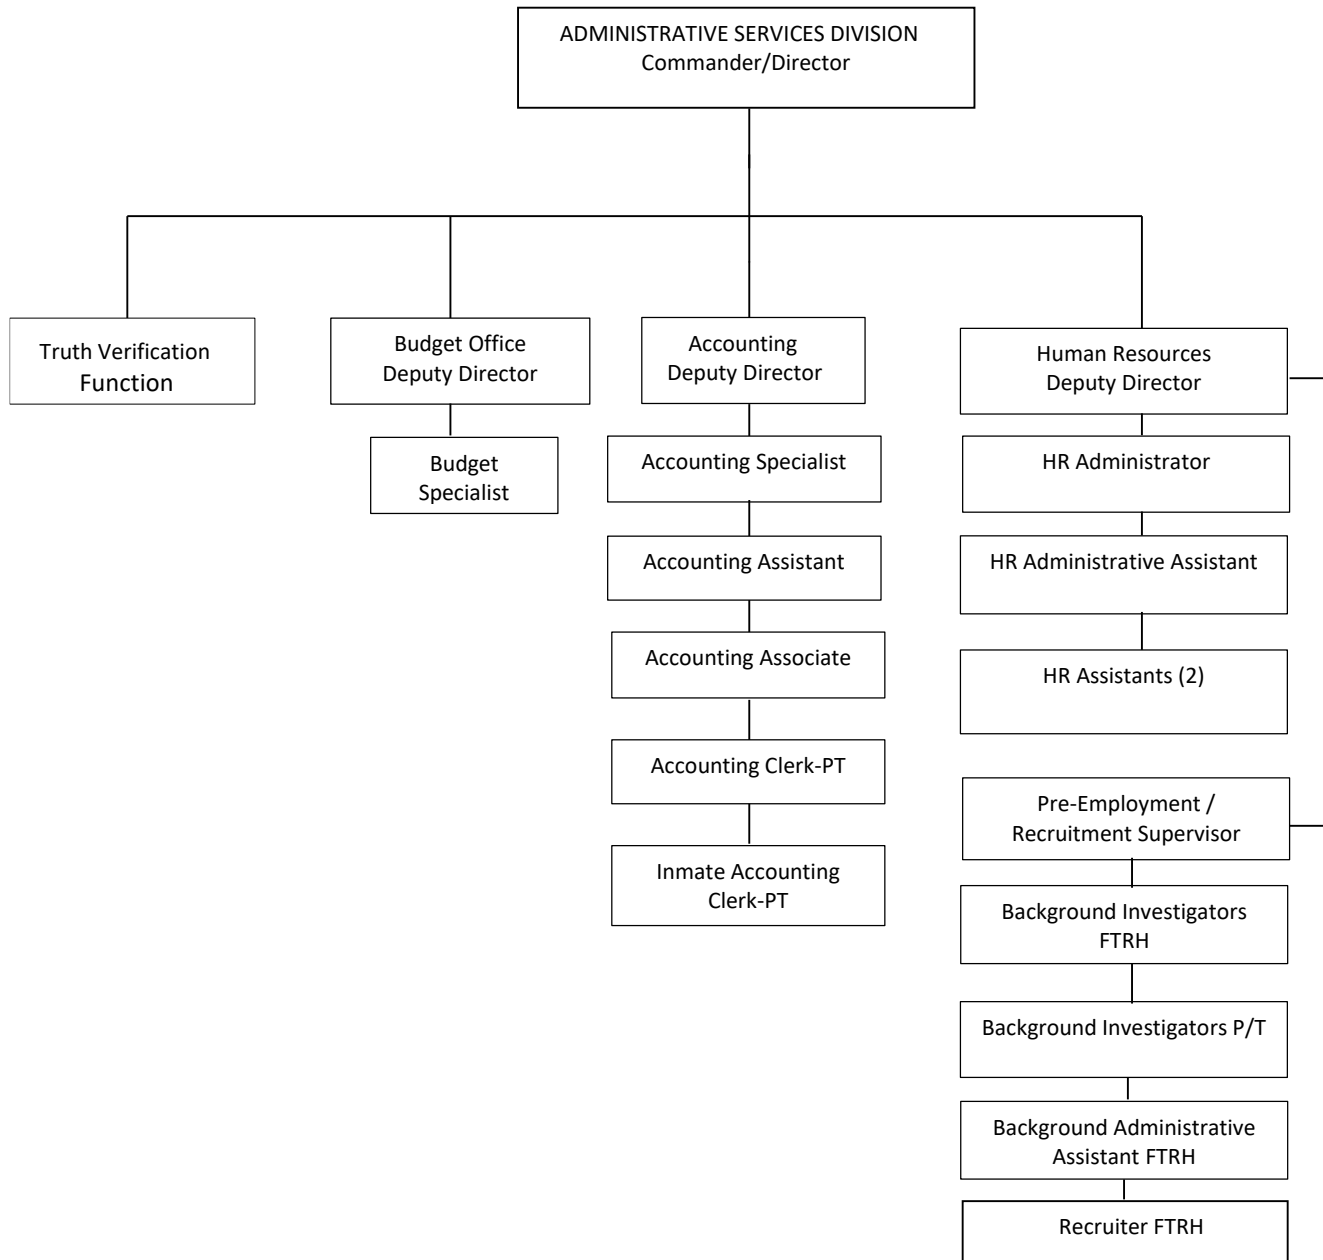 ADMINISTRATIVE SERVICES DIVISION
Commander/Director
Truth Verification
Function
Budget Office
Deputy Director
Budget
Specialist
Accounting
Deputy Director
Accounting Specialist
Accounting Assistant
Accounting Associate
Accounting Clerk-PT
Inmate Accounting
Clerk-PT
Human Resources
Deputy Director
HR Administrator
HR Administrative Assistant
HR Assistants (2)
Pre-Employment /
Recruitment Supervisor
Background Investigators
FTRH
Background Investigators P/T
Background Administrative
Assistant FTRH
Recruiter FTRH